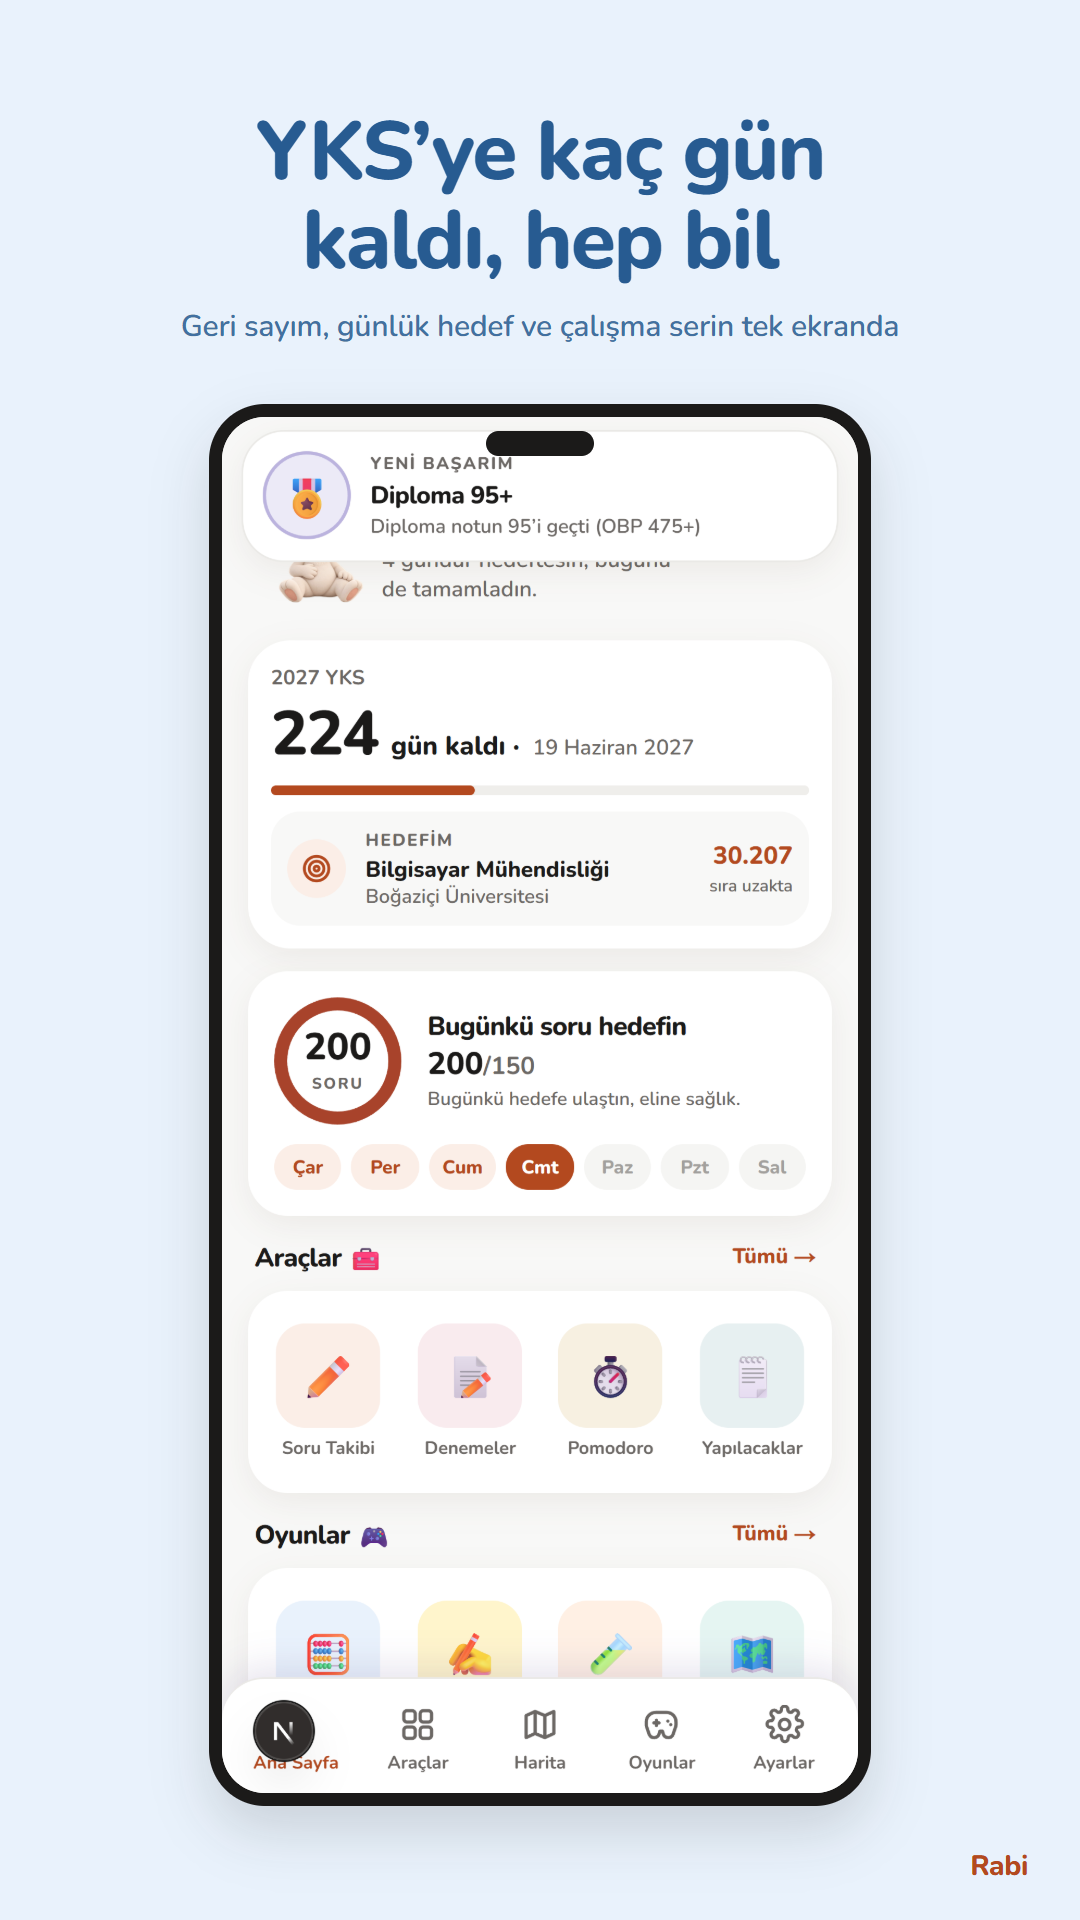 YKS’ye kaç gün
kaldı, hep bil
Geri sayım, günlük hedef ve çalışma serin tek ekranda
YENİ BAŞARIM
Diploma 95+
Diploma notun 95’i geçti (OBP 475+)
4 gündür hedeftesin, bugünü
de tamamladın.
2027 YKS
224 gün kaldı · 19 Haziran 2027
HEDEFİM
Bilgisayar Mühendisliği
Boğaziçi Üniversitesi
30.207
sıra uzakta
200
SORU
Bugünkü soru hedefin
200/150
Bugünkü hedefe ulaştın, eline sağlık.
Çar Per Cum Cmt Paz Pzt Sal
Araçlar Tümü →
Soru Takibi Denemeler Pomodoro Yapılacaklar
Oyunlar Tümü →
N
Ana Sayfa Araçlar Harita Oyunlar Ayarlar
Rabi